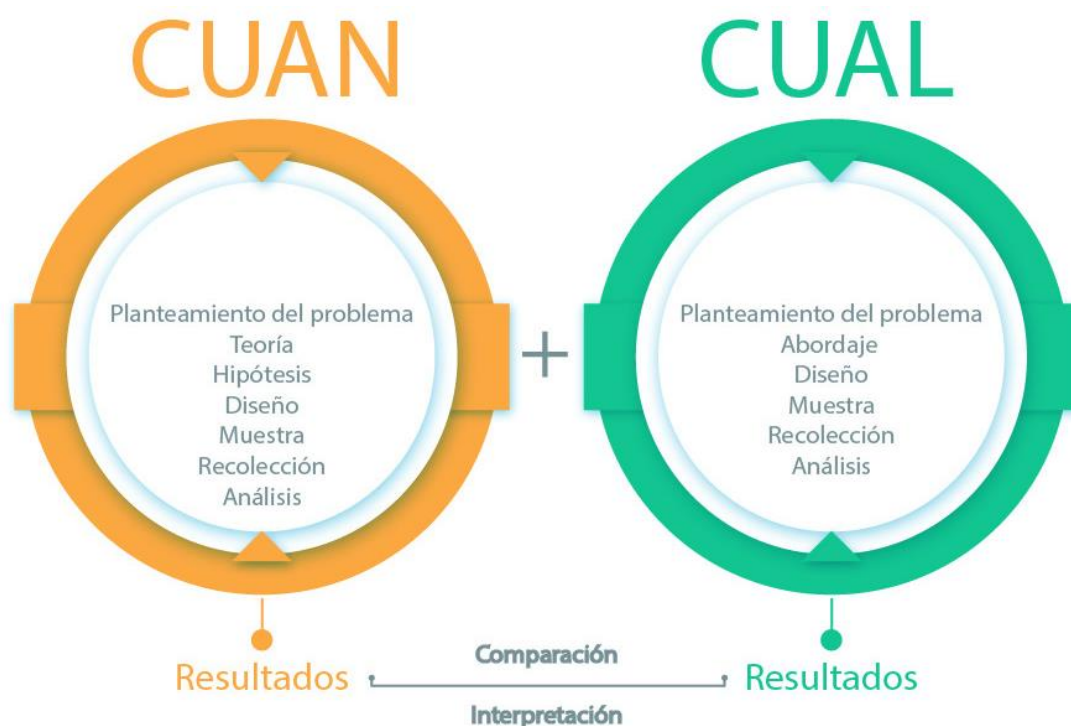 CUAN
Planteamiento del problema
Teoría
Hipótesis
Diseño
Muestra
Recolección
Análisis
Resultados
+
CUAL
Planteamiento del problema
Abordaje
Diseño
Muestra
Recolección
Análisis
Resultados
Comparación
Interpretación